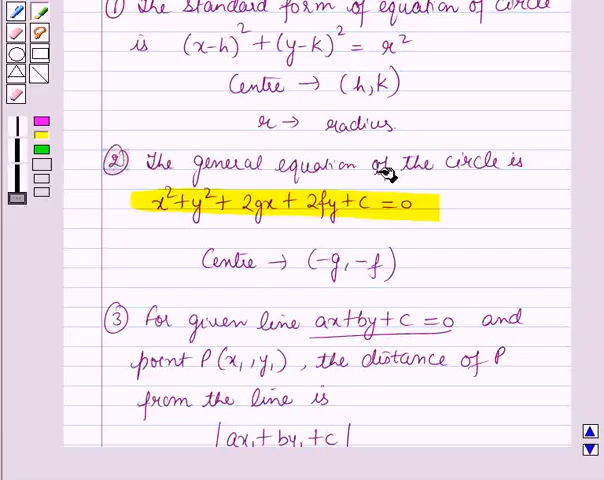 ① The standard form of equation of circle
is (x-h)² + (y-k)² = r²
Centre → (h, k)
r → radius.
② The general equation of the circle is
x² + y² + 2gx + 2fy + c = 0
Centre → (-g, -f)
③ For given line ax+by+c = 0 and
point P(x₁, y₁), the distance of P
from the line is
|ax₁ + by₁ + c|